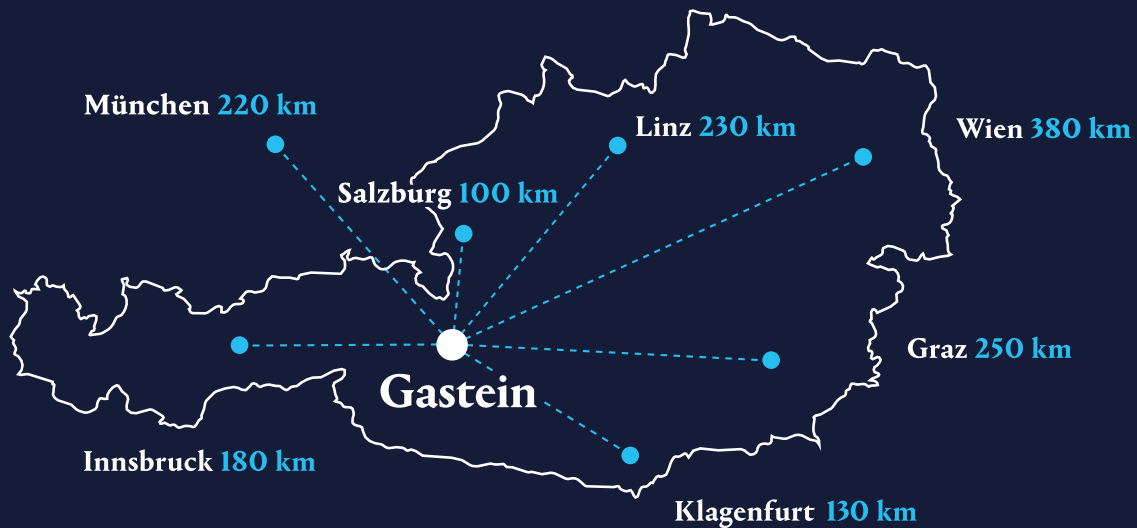 München 220 km
Linz 230 km
Wien 380 km
Salzburg 100 km
Graz 250 km
Gastein
Innsbruck 180 km
Klagenfurt 130 km